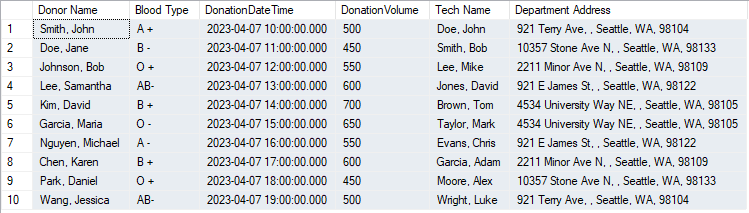 Donor Name Blood Type DonationDateTime DonationVolume Tech Name Department Address
1 Smith, John A + 2023-04-07 10:00:00.000 500 Doe, John 921 Terry Ave, , Seattle, WA, 98104
2 Doe, Jane B - 2023-04-07 11:00:00.000 450 Smith, Bob 10357 Stone Ave N, , Seattle, WA, 98133
3 Johnson, Bob O + 2023-04-07 12:00:00.000 550 Lee, Mike 2211 Minor Ave N, , Seattle, WA, 98109
4 Lee, Samantha AB- 2023-04-07 13:00:00.000 600 Jones, David 921 E James St, , Seattle, WA, 98122
5 Kim, David B + 2023-04-07 14:00:00.000 700 Brown, Tom 4534 University Way NE, , Seattle, WA, 98105
6 Garcia, Maria O - 2023-04-07 15:00:00.000 650 Taylor, Mark 4534 University Way NE, , Seattle, WA, 98105
7 Nguyen, Michael A - 2023-04-07 16:00:00.000 550 Evans, Chris 921 E James St, , Seattle, WA, 98122
8 Chen, Karen B + 2023-04-07 17:00:00.000 600 Garcia, Adam 2211 Minor Ave N, , Seattle, WA, 98109
9 Park, Daniel O + 2023-04-07 18:00:00.000 450 Moore, Alex 10357 Stone Ave N, , Seattle, WA, 98133
10 Wang, Jessica AB- 2023-04-07 19:00:00.000 500 Wright, Luke 921 Terry Ave, , Seattle, WA, 98104